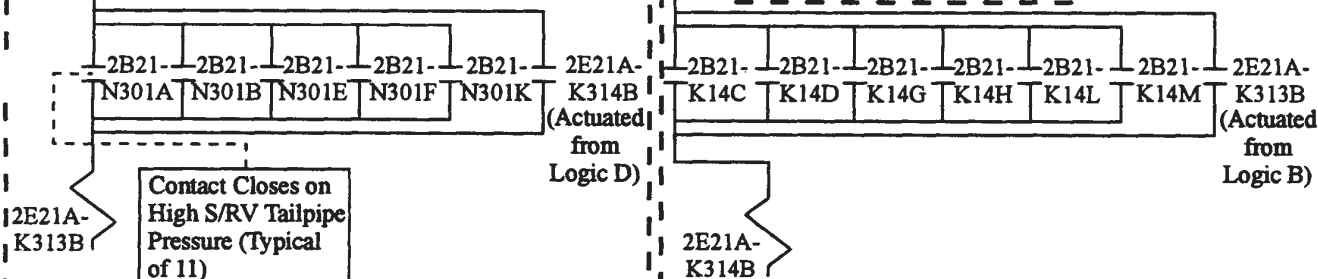 2B21- 2B21- 2B21- 2B21- 2B21- 2E21A-
N301A N301B N301E N301F N301K K314B
(Actuated
from
Logic D)
Contact Closes on
High S/RV Tailpipe
Pressure (Typical
of 11)
2E21A-
K313B
2B21- 2B21- 2B21- 2B21- 2B21- 2B21- 2E21A-
K14C K14D K14G K14H K14L K14M K313B
(Actuated
from
Logic B)
2E21A-
K314B